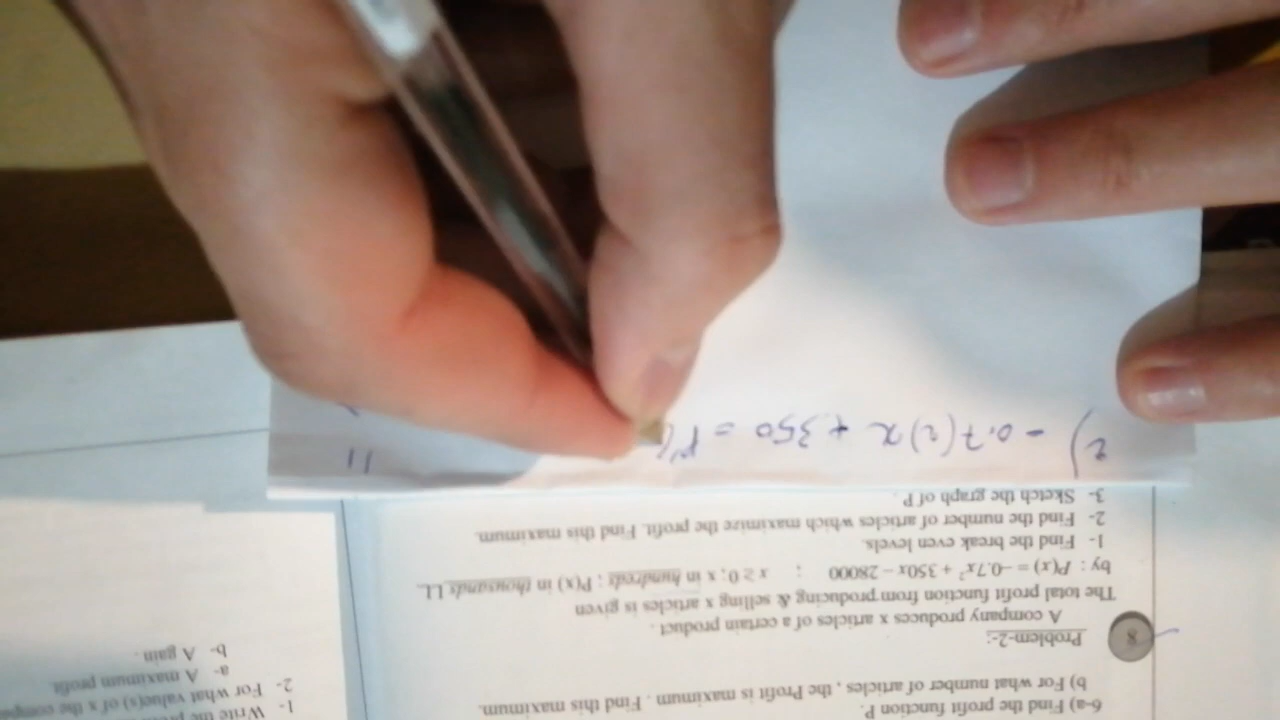 6-a) Find the profit function P.
b) For what number of articles , the Profit is maximum . Find this maximum.
8
Problem-2-:
A company produces x articles of a certain product .
The total profit function from producing & selling x articles is given
by : P(x) = –0.7x² + 350x – 28000 ; x ≥ 0 ; x in hundreds ; P(x) in thousands LL.
1- Find the break even levels.
2- Find the number of articles which maximize the profit. Find this maximum.
3- Sketch the graph of P .
2) - 0.7(2)x + 350 = P'(
1- Write the
2- For what value(s) of x the compa
a- A maximum profit.
b- A gain .